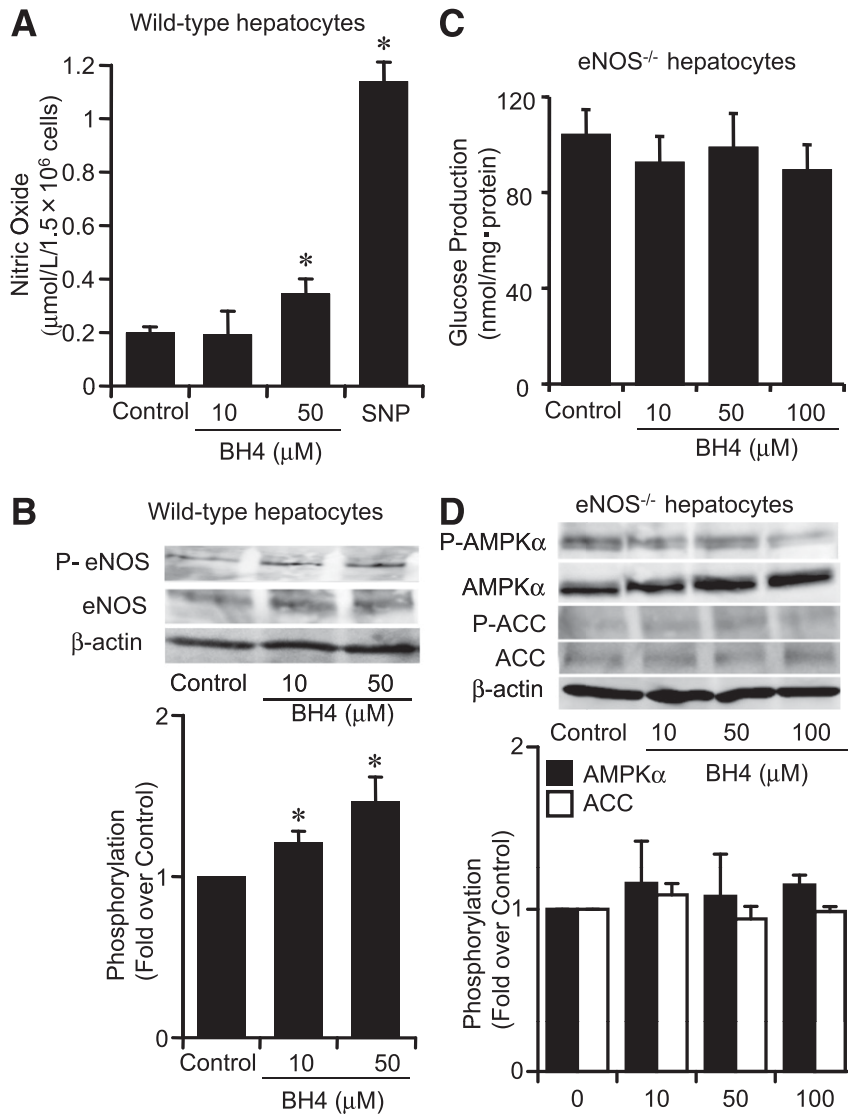 A
Wild-type hepatocytes
Nitric Oxide
(μmol/L/1.5 × 10⁶ cells)
1.2
1
0.8
0.6
0.4
0.2
0
*
*
Control 10 50 SNP
BH4 (μM)
B
Wild-type hepatocytes
P- eNOS
eNOS
β-actin
Control 10 50
BH4 (μM)
Phosphorylation
(Fold over Control)
2
1
0
*
*
Control 10 50
BH4 (μM)
C
eNOS⁻/⁻ hepatocytes
Glucose Production
(nmol/mg▪protein)
120
80
40
0
Control 10 50 100
BH4 (μM)
D
eNOS⁻/⁻ hepatocytes
P-AMPKα
AMPKα
P-ACC
ACC
β-actin
Control 10 50 100
BH4 (μM)
AMPKα
ACC
Phosphorylation
(Fold over Control)
2
1
0
0 10 50 100